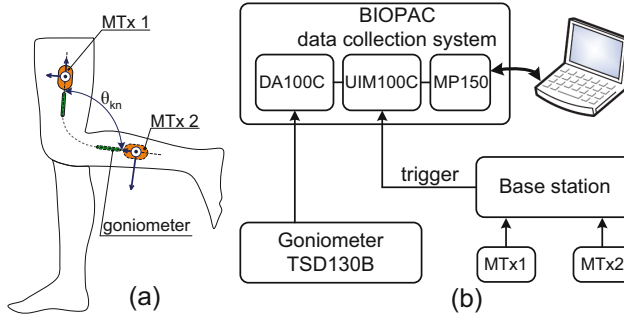 MTx 1
θkn
MTx 2
goniometer
(a)
BIOPAC
data collection system
DA100C
UIM100C
MP150
trigger
Base station
Goniometer
TSD130B
MTx1
MTx2
(b)